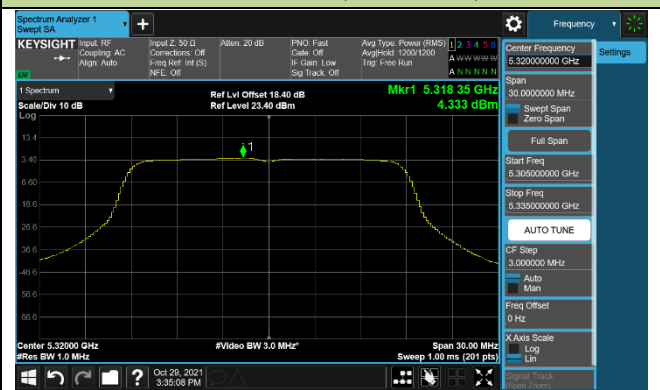 Spectrum Analyzer 1
Swept SA
Frequency
KEYSIGHT
Input: RF
Coupling: AC
Align: Auto
Input Z: 50 Ω
Corrections: Off
Freq Ref: Int (S)
NFE: Off
Atten: 20 dB
PNO: Fast
Gate: Off
IF Gain: Low
Sig Track: Off
Avg Type: Power (RMS)
Avg|Hold: 1200/1200
Trig: Free Run
1 2 3 4 5 6
A W W W W W
A N N N N N
LM
1 Spectrum
Scale/Div 10 dB
Log
Ref Lvl Offset 18.40 dB
Ref Level 23.40 dBm
Mkr1 5.318 35 GHz
4.333 dBm
1
13.4
3.40
-6.60
-16.6
-26.6
-36.6
-46.6
-56.6
-66.6
Center 5.32000 GHz
#Res BW 1.0 MHz
#Video BW 3.0 MHz*
Span 30.00 MHz
Sweep 1.00 ms (201 pts)
Center Frequency
5.320000000 GHz
Settings
Span
30.0000000 MHz
Swept Span
Zero Span
Full Span
Start Freq
5.305000000 GHz
Stop Freq
5.335000000 GHz
AUTO TUNE
CF Step
3.000000 MHz
Auto
Man
Freq Offset
0 Hz
X Axis Scale
Log
Lin
Signal Track
(Span Zoom)
Oct 29, 2021
3:35:08 PM